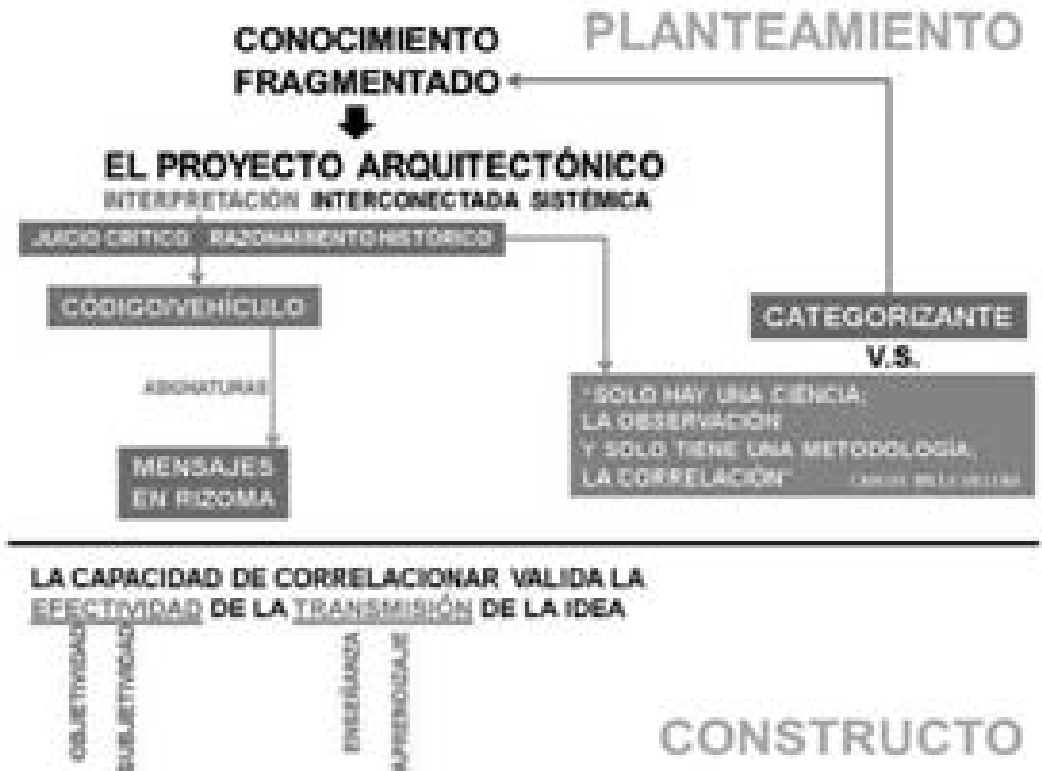 PLANTEAMIENTO
CONOCIMIENTO
FRAGMENTADO
EL PROYECTO ARQUITECTÓNICO
INTERPRETACIÓN INTERCONECTADA SISTÉMICA
JUICIO CRÍTICO RAZONAMIENTO HISTÓRICO
CÓDIGO/VEHÍCULO
ASIGNATURAS
MENSAJES
EN RIZOMA
CATEGORIZANTE
V.S.
"SOLO HAY UNA CIENCIA:
LA OBSERVACIÓN
Y SOLO TIENE UNA METODOLOGÍA:
LA CORRELACIÓN"
LA CAPACIDAD DE CORRELACIONAR VALIDA LA
EFECTIVIDAD DE LA TRANSMISIÓN DE LA IDEA
OBJETIVIDAD
SUBJETIVIDAD
ENSEÑANZA
APRENDIZAJE
CONSTRUCTO